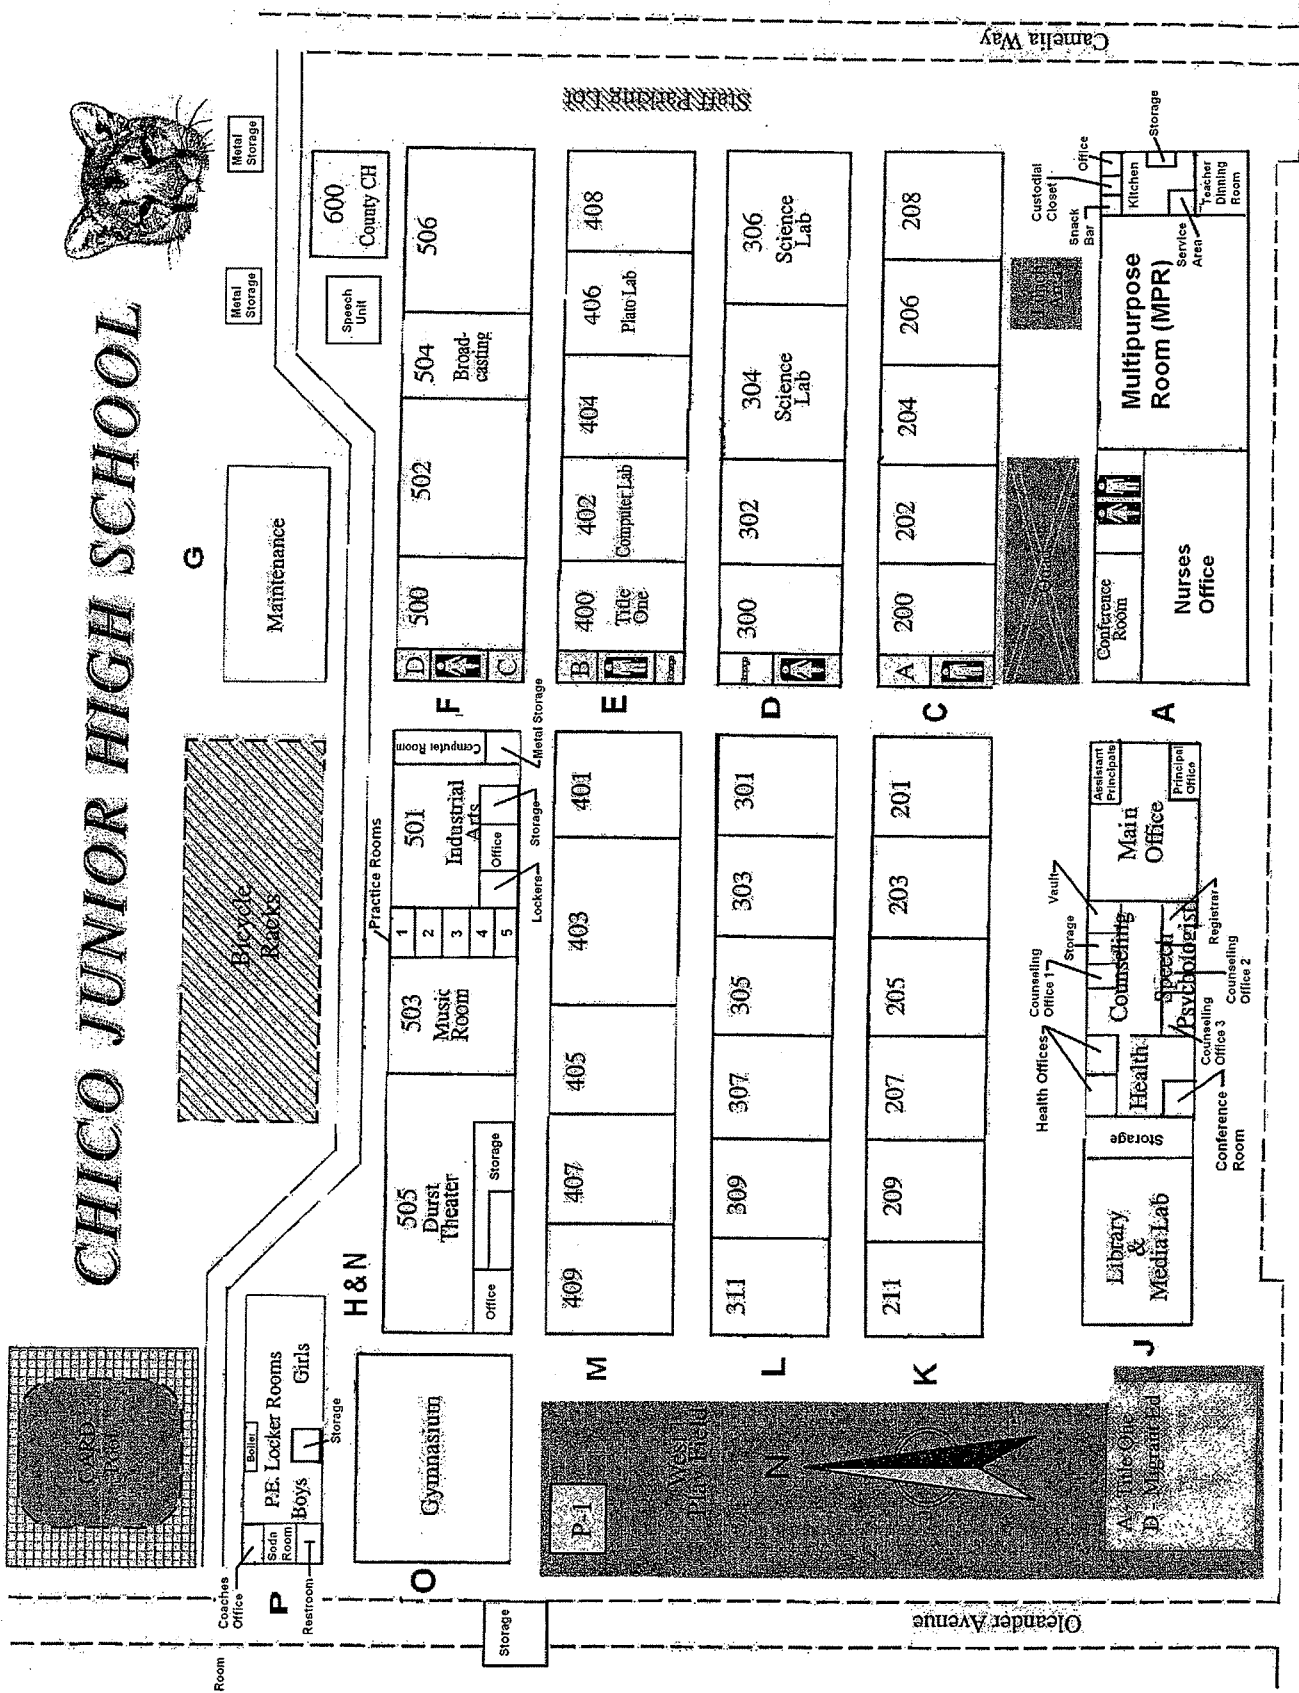 CHICO JUNIOR HIGH SCHOOL
CARD
Pool
Bicycle
Racks
G
Maintenance
Metal
Storage
Metal
Storage
Room
Coaches
Office
P
Restroom
Soda
Room
Boiler
P.E. Locker Rooms
Boys
Girls
Storage
Speech
Unit
600
County CH
H & N
O
Gymnasium
Storage
505
Durst
Theater
Office
Storage
503
Music
Room
Practice Rooms
1
2
3
4
5
501
Industrial
Arts
Office
Computer Room
Lockers
Storage
Metal Storage
F
D
C
500
502
504
Broad-
casting
506
M
409
407
405
403
401
E
B
Storage
400
Title
One
402
Computer Lab
404
406
Plato Lab
408
L
311
309
307
305
303
301
D
Storage
300
302
304
Science
Lab
306
Science
Lab
K
211
209
207
205
203
201
C
A
200
202
204
206
208
P-1
West
Play Field
N
A - Title One
D - Migrant Ed
J
Library
&
Media Lab
Storage
Health Offices
Health
Conference
Room
Counseling
Office 1
Storage
Vault
Counseling
Speech
Psychologist
Counseling
Office 3
Counseling
Office 2
Registrar
Main
Office
Assistant
Principals
Principal
Office
A
Conference
Room
Nurses
Office
Multipurpose
Room (MPR)
Snack
Bar
Custodial
Closet
Office
Kitchen
Storage
Service
Area
Teacher
Dinning
Room
Staff Parking Lot
Camelia Way
Oleander Avenue